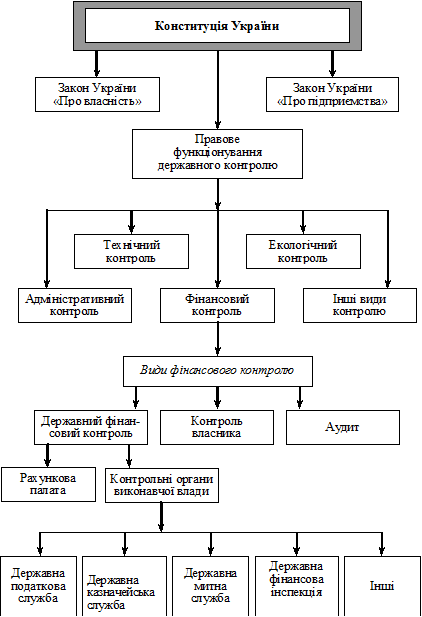 Конституція України
Закон України
«Про власність»
Закон України
«Про підприємства»
Правове
функціонування
державного контролю
Технічний
контроль
Екологічний
контроль
Адміністративний
контроль
Фінансовий
контроль
Інші види
контролю
Види фінансового контролю
Державний фінан-
совий контроль
Контроль
власника
Аудит
Рахункова
палата
Контрольні органи
виконавчої влади
Державна
податкова
служба
Державна
казначейська
служба
Державна
митна
служба
Державна
фінансова
інспекція
Інші